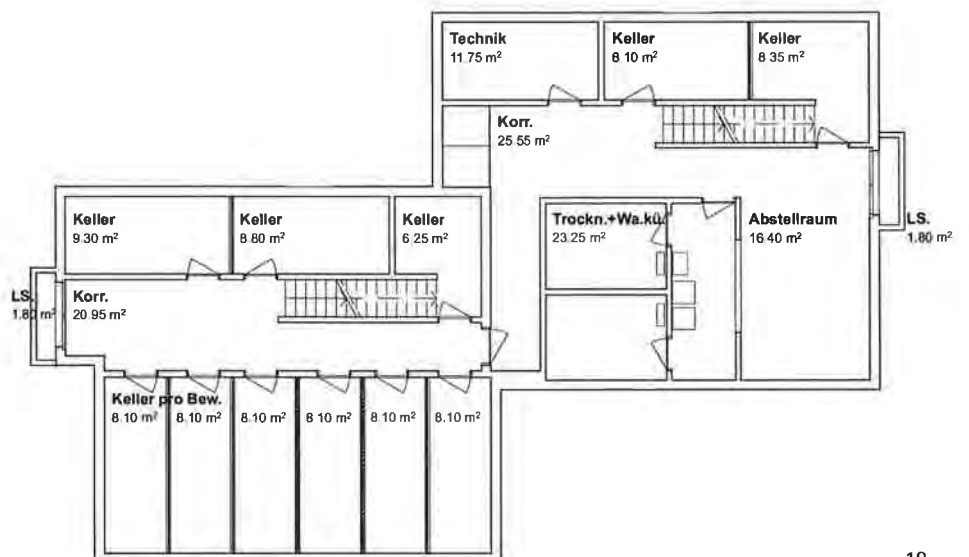 Technik
11.75 m²
Keller
8 10 m²
Keller
8 35 m²
Korr.
25 55 m²
Keller
9.30 m²
Keller
8.80 m²
Keller
6 25 m²
Trockn.+Wa.kü.
23.25 m²
Abstellraum
16 40 m²
LS.
1.80 m²
LS.
1.80 m²
Korr.
20 95 m²
Keller pro Bew.
8 10 m²
8.10 m²
8.10 m²
8.10 m²
8 10 m²
8.10 m²